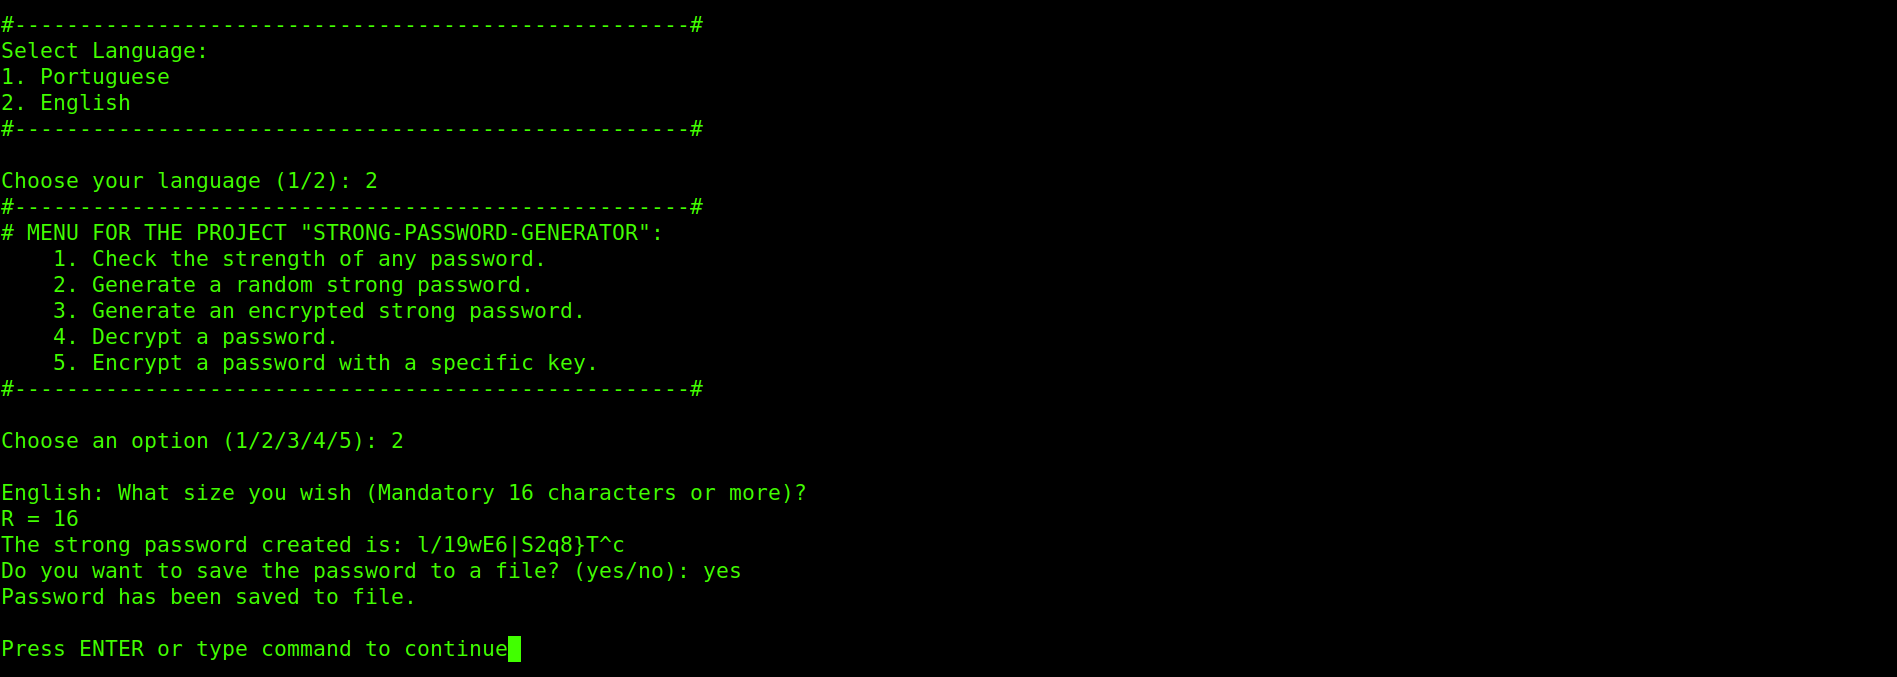 #----------------------------------------------------#
Select Language:
1. Portuguese
2. English
#----------------------------------------------------#
Choose your language (1/2): 2
#----------------------------------------------------#
# MENU FOR THE PROJECT "STRONG-PASSWORD-GENERATOR":
    1. Check the strength of any password.
    2. Generate a random strong password.
    3. Generate an encrypted strong password.
    4. Decrypt a password.
    5. Encrypt a password with a specific key.
#----------------------------------------------------#
Choose an option (1/2/3/4/5): 2
English: What size you wish (Mandatory 16 characters or more)?
R = 16
The strong password created is: l/19wE6|S2q8}T^c
Do you want to save the password to a file? (yes/no): yes
Password has been saved to file.
Press ENTER or type command to continue